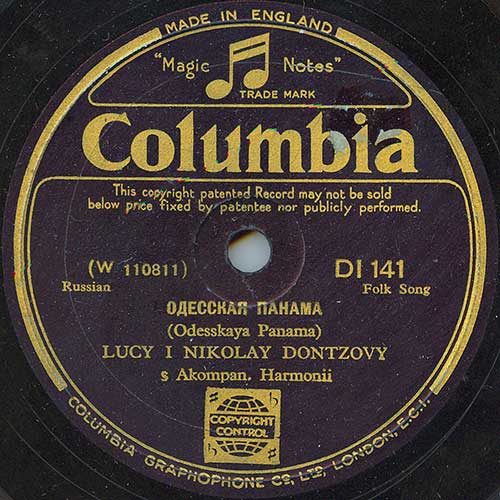 MADE IN ENGLAND
"Magic Notes"
TRADE MARK
Columbia
This copyright patented Record may not be sold
below price fixed by patentee nor publicly performed.
(W 110811)
Russian
DI 141
Folk Song
ОДЕССКАЯ ПАНАМА
(Odesskaya Panama)
LUCY I NIKOLAY DONTZOVY
s Akompan. Harmonii
COPYRIGHT
CONTROL
COLUMBIA GRAPHOPHONE Co, LTD, LONDON, E.C.1.